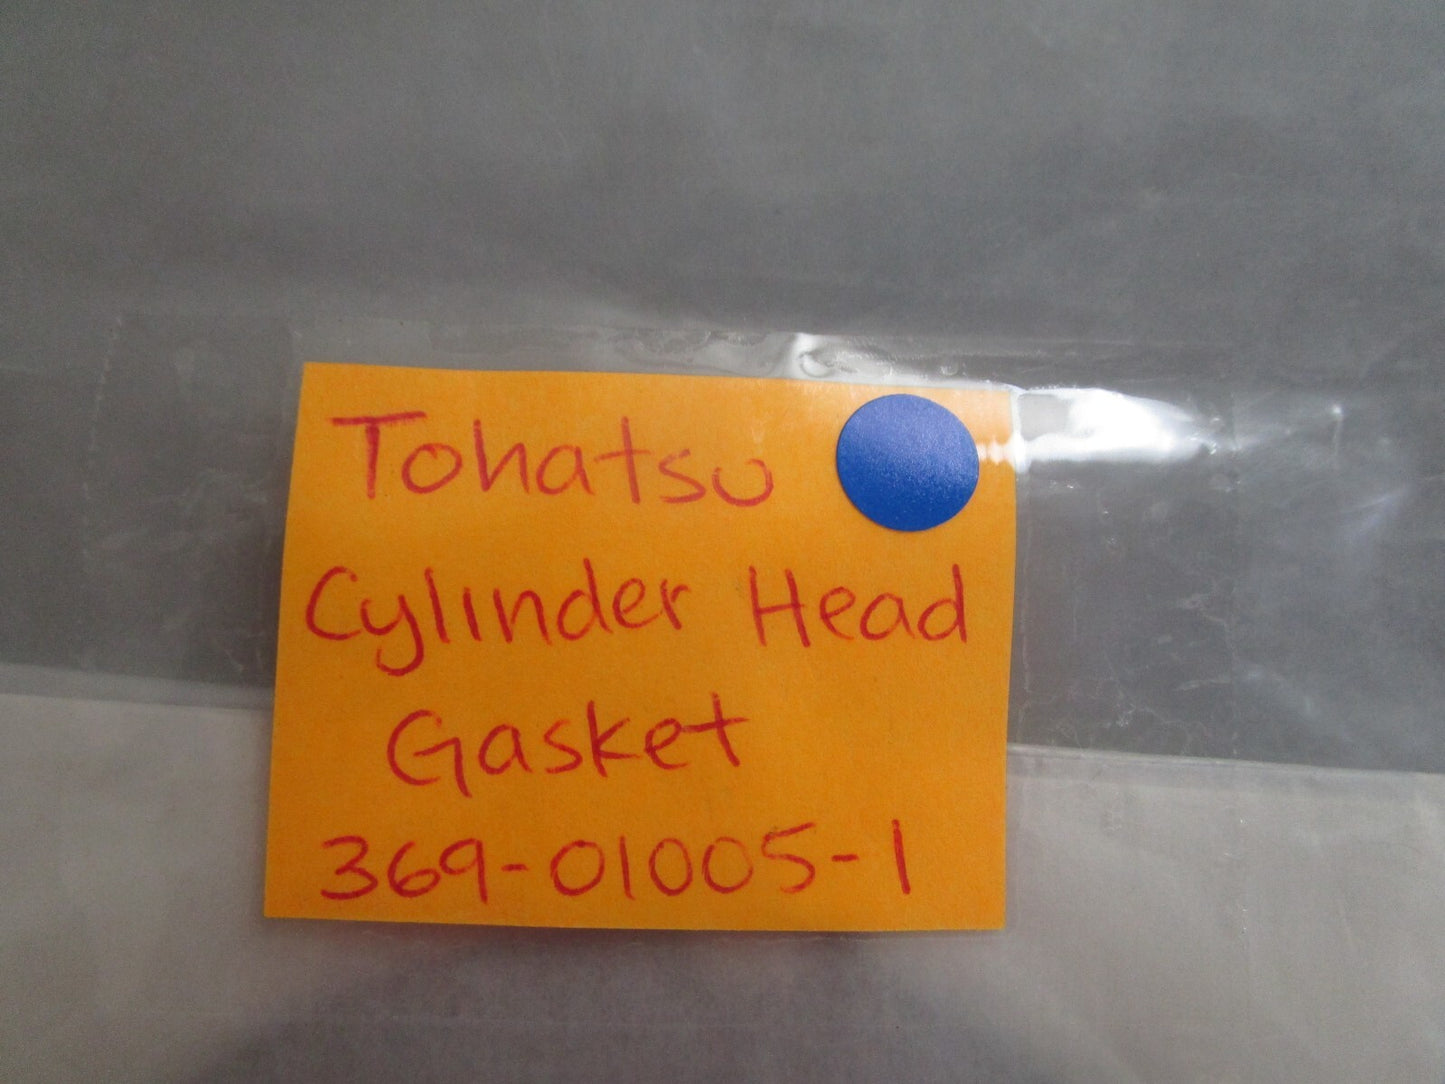 Tohatsu
Cylinder Head
Gasket
369-01005-1